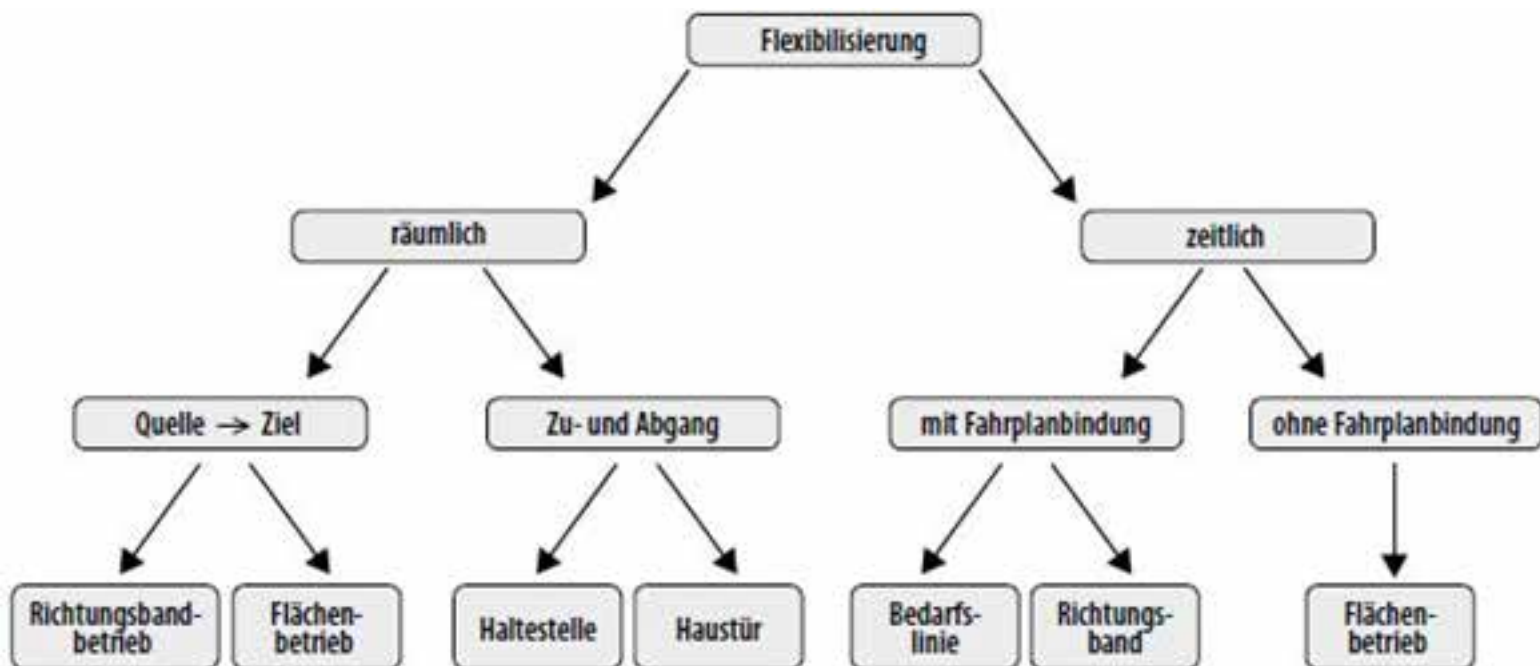 Flexibilisierung
räumlich
zeitlich
Quelle → Ziel
Zu- und Abgang
mit Fahrplanbindung
ohne Fahrplanbindung
Richtungsband-
betrieb
Flächen-
betrieb
Haltestelle
Haustür
Bedarfs-
linie
Richtungs-
band
Flächen-
betrieb